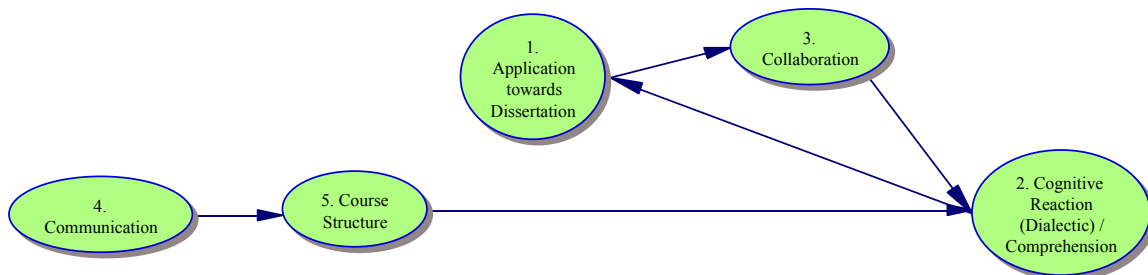 1.
Application
towards
Dissertation
3.
Collaboration
4.
Communication
5. Course
Structure
2. Cognitive
Reaction
(Dialectic) /
Comprehension